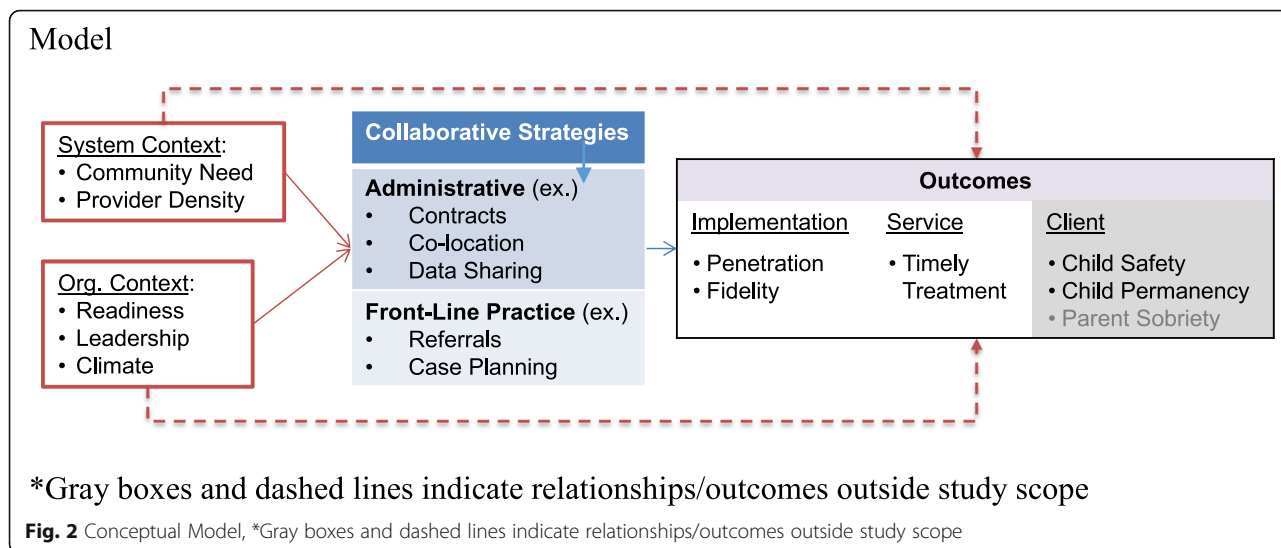 Model
System Context:
• Community Need
• Provider Density
Org. Context:
• Readiness
• Leadership
• Climate
Collaborative Strategies
Administrative (ex.)
• Contracts
• Co-location
• Data Sharing
Front-Line Practice (ex.)
• Referrals
• Case Planning
Outcomes
Implementation
• Penetration
• Fidelity
Service
• Timely
Treatment
Client
• Child Safety
• Child Permanency
• Parent Sobriety
*Gray boxes and dashed lines indicate relationships/outcomes outside study scope
Fig. 2 Conceptual Model, *Gray boxes and dashed lines indicate relationships/outcomes outside study scope